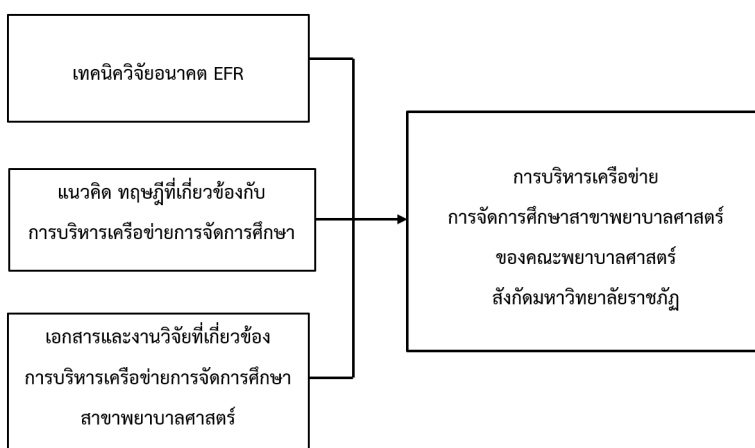 เทคนิควิจัยอนาคต EFR
แนวคิด ทฤษฎีที่เกี่ยวข้องกับ
การบริหารเครือข่ายการจัดการศึกษา
เอกสารและงานวิจัยที่เกี่ยวข้อง
การบริหารเครือข่ายการจัดการศึกษา
สาขาพยาบาลศาสตร์
การบริหารเครือข่าย
การจัดการศึกษาสาขาพยาบาลศาสตร์
ของคณะพยาบาลศาสตร์
สังกัดมหาวิทยาลัยราชภัฏ